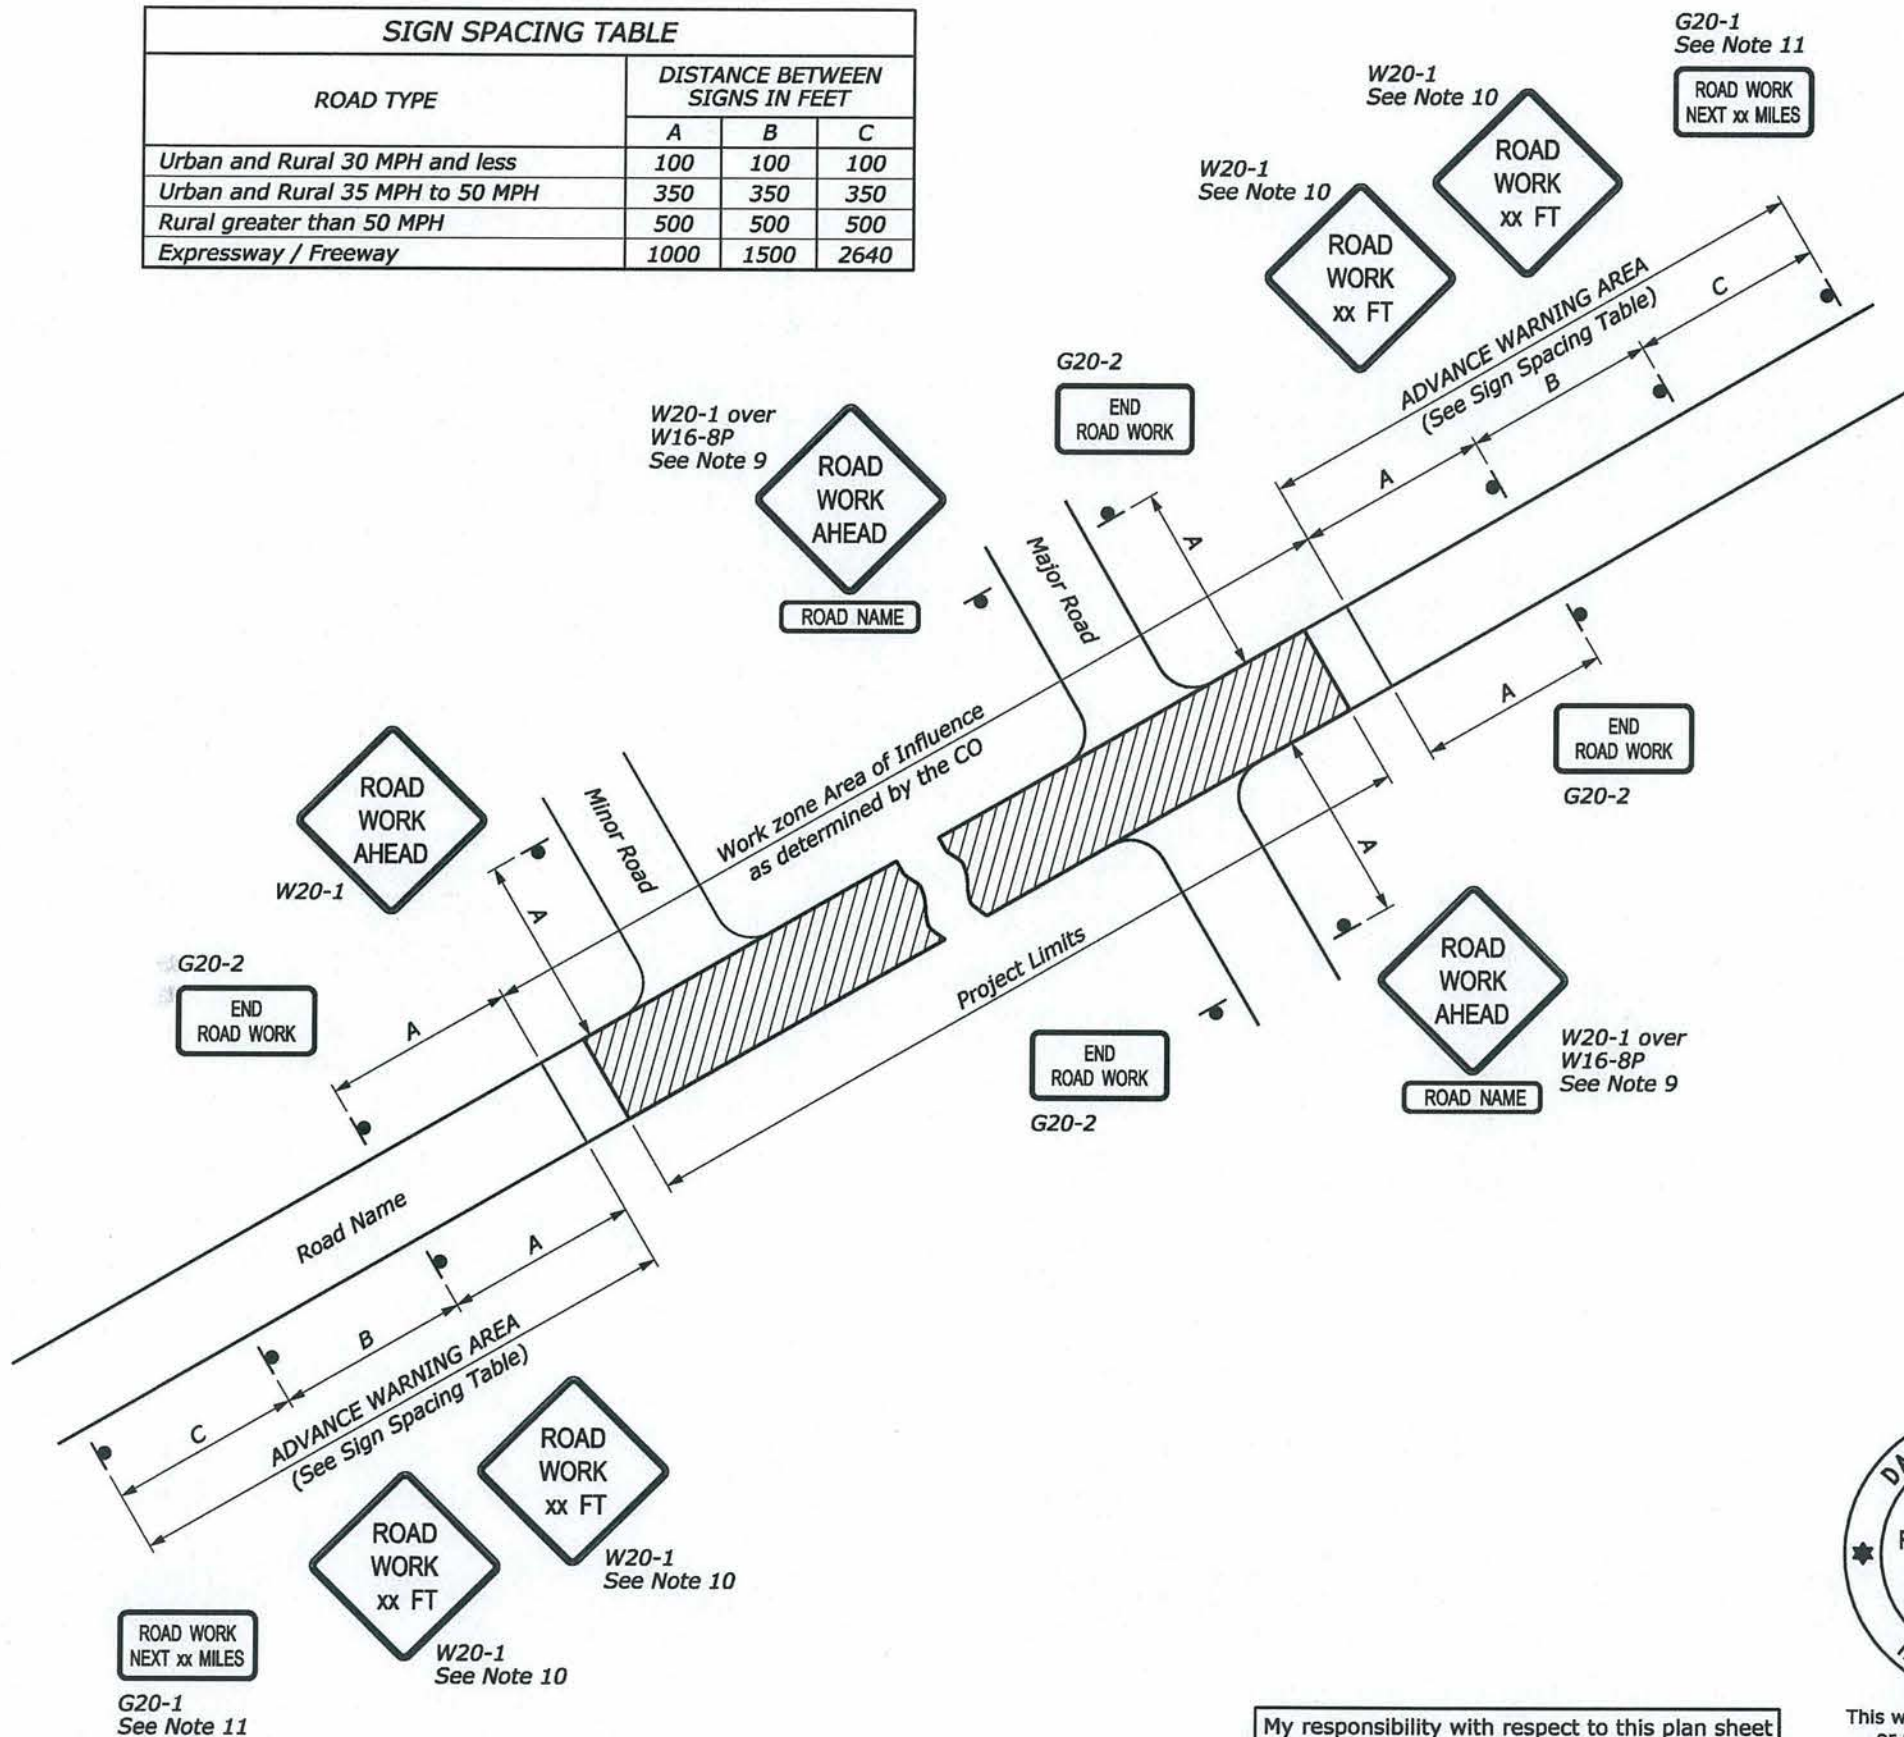 SIGN SPACING TABLE
ROAD TYPE
DISTANCE BETWEEN
SIGNS IN FEET
A B C
Urban and Rural 30 MPH and less 100 100 100
Urban and Rural 35 MPH to 50 MPH 350 350 350
Rural greater than 50 MPH 500 500 500
Expressway / Freeway 1000 1500 2640
G20-1
See Note 11
ROAD WORK
NEXT xx MILES
W20-1
See Note 10
ROAD
WORK
xx FT
W20-1
See Note 10
ROAD
WORK
xx FT
ADVANCE WARNING AREA
(See Sign Spacing Table)
A
B
C
G20-2
END
ROAD WORK
W20-1 over
W16-8P
See Note 9
ROAD
WORK
AHEAD
ROAD NAME
Major Road
A
A
END
ROAD WORK
G20-2
Work zone Area of Influence
as determined by the CO
ROAD
WORK
AHEAD
W20-1
Minor Road
A
A
Project Limits
G20-2
END
ROAD WORK
A
ROAD
WORK
AHEAD
ROAD NAME
W20-1 over
W16-8P
See Note 9
END
ROAD WORK
G20-2
Road Name
A
B
C
ADVANCE WARNING AREA
(See Sign Spacing Table)
ROAD
WORK
xx FT
W20-1
See Note 10
ROAD
WORK
xx FT
W20-1
See Note 10
ROAD WORK
NEXT xx MILES
G20-1
See Note 11
My responsibility with respect to this plan sheet
This